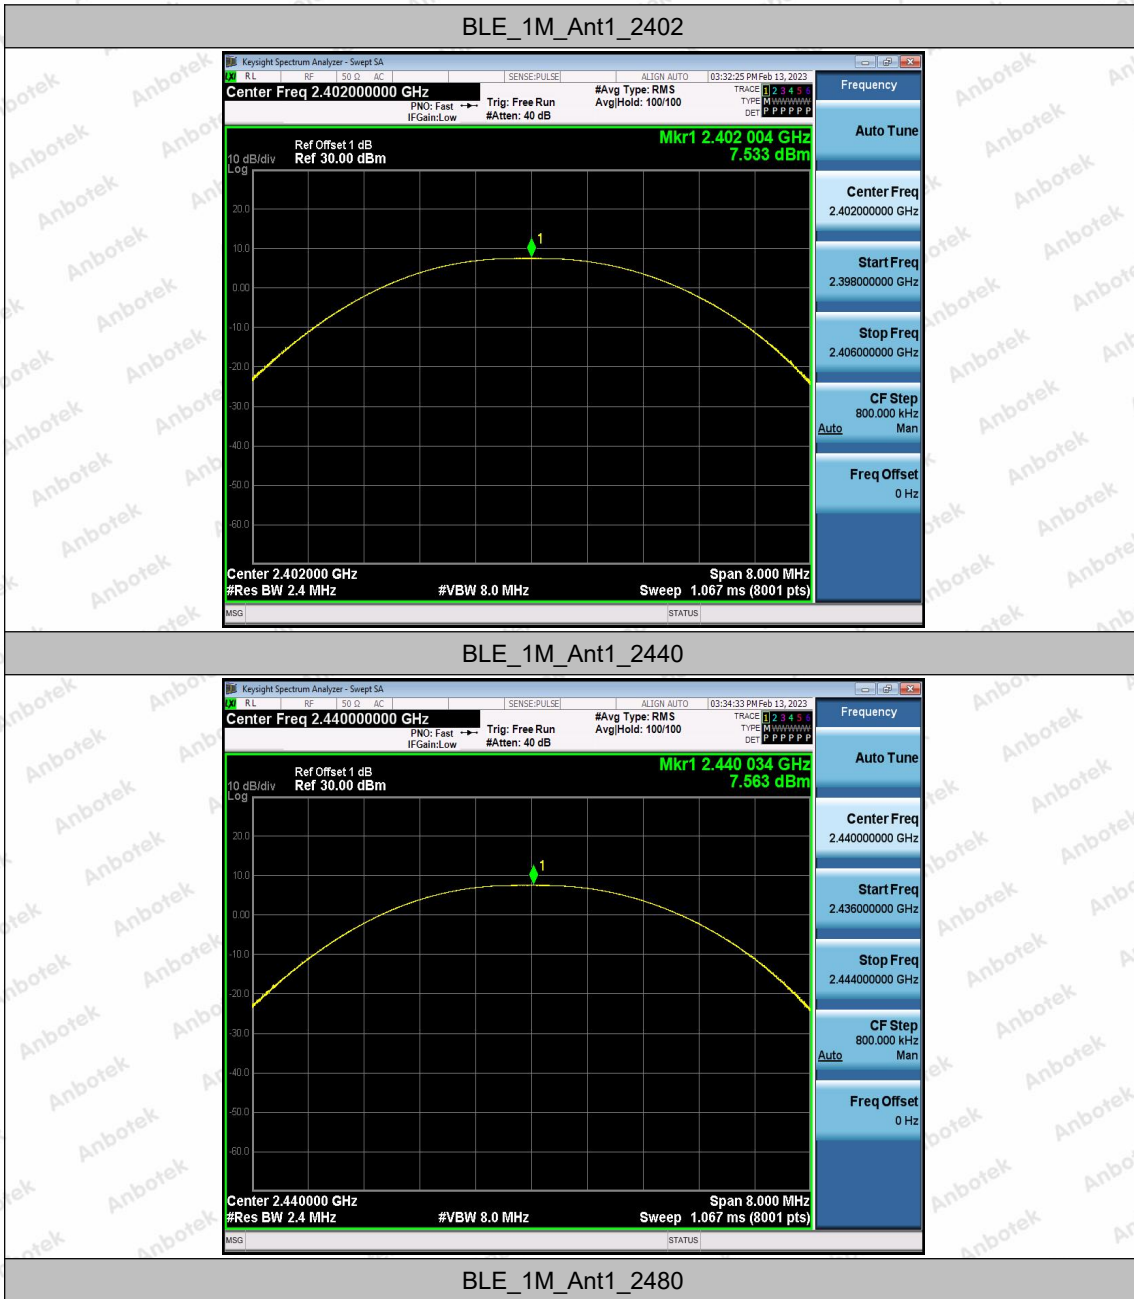 BLE_1M_Ant1_2402
Keysight Spectrum Analyzer - Swept SA
LXI RL RF 50 Ω AC SENSE:PULSE ALIGN AUTO 03:32:25 PM Feb 13, 2023
Center Freq 2.402000000 GHz
PNO: Fast
IFGain:Low
Trig: Free Run
#Atten: 40 dB
#Avg Type: RMS
Avg|Hold: 100/100
TRACE 1 2 3 4 5 6
TYPE M W W W W W
DET P P P P P P
Mkr1 2.402 004 GHz
7.533 dBm
Ref Offset 1 dB
10 dB/div Ref 30.00 dBm
Log
20.0
1
10.0
0.00
-10.0
-20.0
-30.0
-40.0
-50.0
-60.0
Center 2.402000 GHz Span 8.000 MHz
#Res BW 2.4 MHz #VBW 8.0 MHz Sweep 1.067 ms (8001 pts)
MSG STATUS
Frequency
Auto Tune
Center Freq
2.402000000 GHz
Start Freq
2.398000000 GHz
Stop Freq
2.406000000 GHz
CF Step
800.000 kHz
Auto Man
Freq Offset
0 Hz
BLE_1M_Ant1_2440
Keysight Spectrum Analyzer - Swept SA
LXI RL RF 50 Ω AC SENSE:PULSE ALIGN AUTO 03:34:33 PM Feb 13, 2023
Center Freq 2.440000000 GHz
PNO: Fast
IFGain:Low
Trig: Free Run
#Atten: 40 dB
#Avg Type: RMS
Avg|Hold: 100/100
TRACE 1 2 3 4 5 6
TYPE M W W W W W
DET P P P P P P
Mkr1 2.440 034 GHz
7.563 dBm
Ref Offset 1 dB
10 dB/div Ref 30.00 dBm
Log
20.0
1
10.0
0.00
-10.0
-20.0
-30.0
-40.0
-50.0
-60.0
Center 2.440000 GHz Span 8.000 MHz
#Res BW 2.4 MHz #VBW 8.0 MHz Sweep 1.067 ms (8001 pts)
MSG STATUS
Frequency
Auto Tune
Center Freq
2.440000000 GHz
Start Freq
2.436000000 GHz
Stop Freq
2.444000000 GHz
CF Step
800.000 kHz
Auto Man
Freq Offset
0 Hz
BLE_1M_Ant1_2480
Anbotek